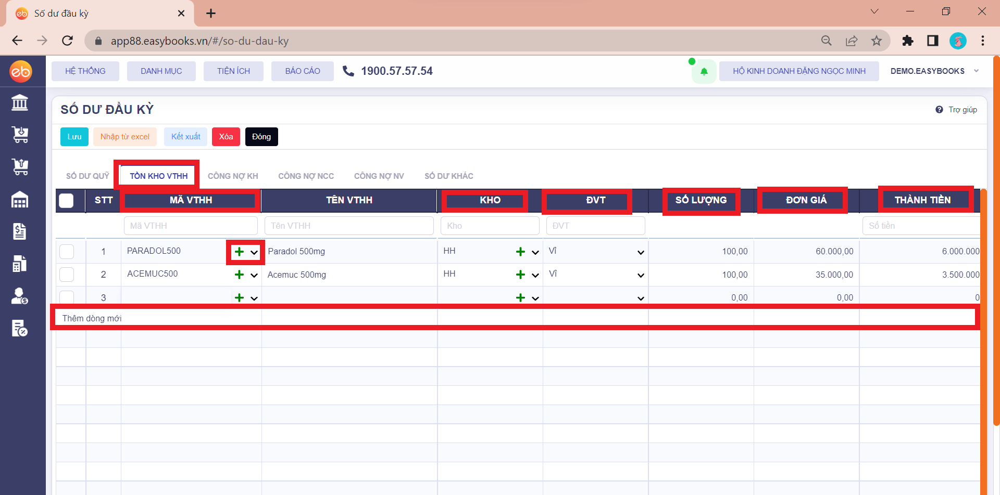 Số dư đầu kỳ
app88.easybooks.vn/#/so-du-dau-ky
eb
HỆ THỐNG DANH MỤC TIỆN ÍCH BÁO CÁO 1900.57.57.54 HỘ KINH DOANH ĐẶNG NGỌC MINH DEMO.EASYBOOKS
SỐ DƯ ĐẦU KỲ Trợ giúp
Lưu Nhập từ excel Kết xuất Xóa Đóng
SỐ DƯ QUỸ TỒN KHO VTHH CÔNG NỢ KH CÔNG NỢ NCC CÔNG NỢ NV SỐ DƯ KHÁC
STT MÃ VTHH TÊN VTHH KHO ĐVT SỐ LƯỢNG ĐƠN GIÁ THÀNH TIỀN
Mã VTHH Tên VTHH Kho ĐVT Số tiền
1 PARADOL500 Paradol 500mg HH Vỉ 100,00 60.000,00 6.000.000
2 ACEMUC500 Acemuc 500mg HH Vỉ 100,00 35.000,00 3.500.000
3 0,00 0,00 0
Thêm dòng mới